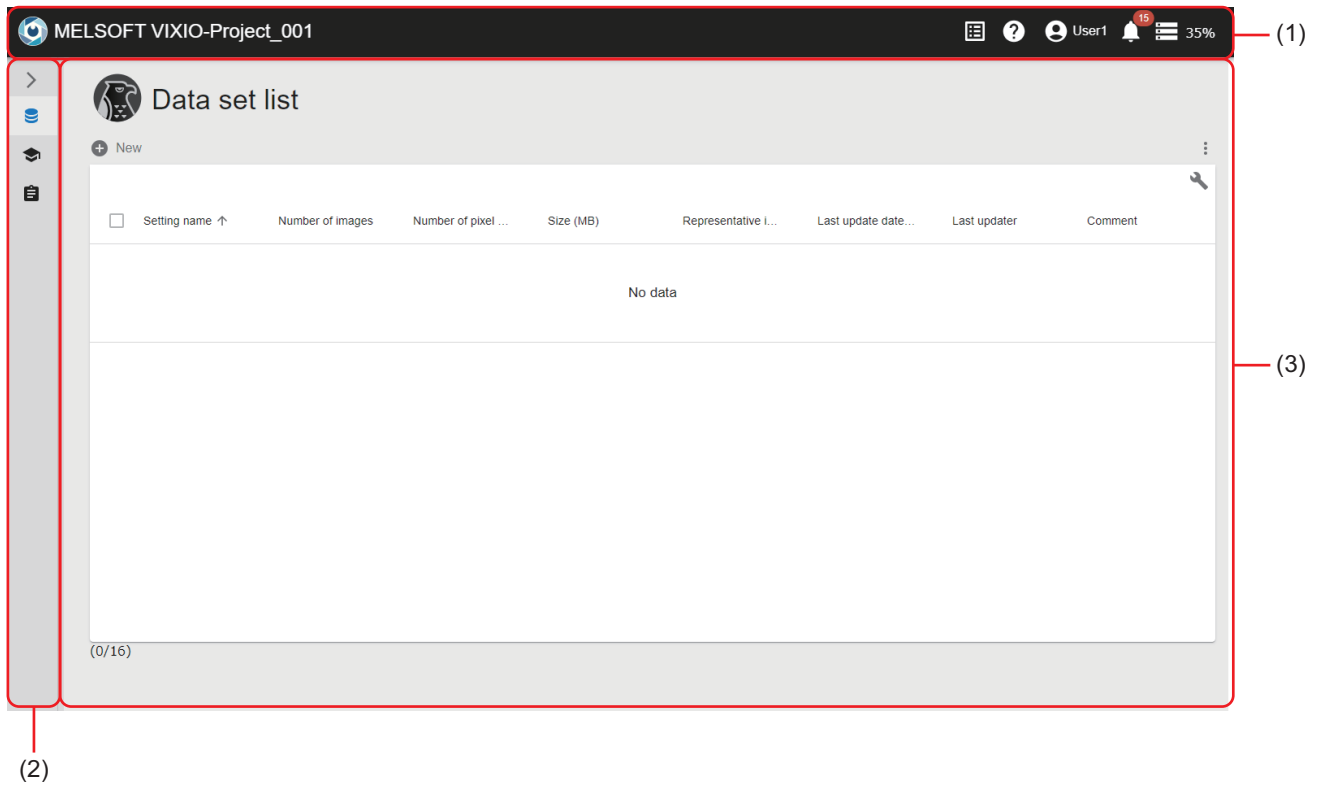 MELSOFT VIXIO-Project_001 User1 15 35% (1)
Data set list
New
Setting name Number of images Number of pixel ... Size (MB) Representative i... Last update date... Last updater Comment
No data
(3)
(0/16)
(2)